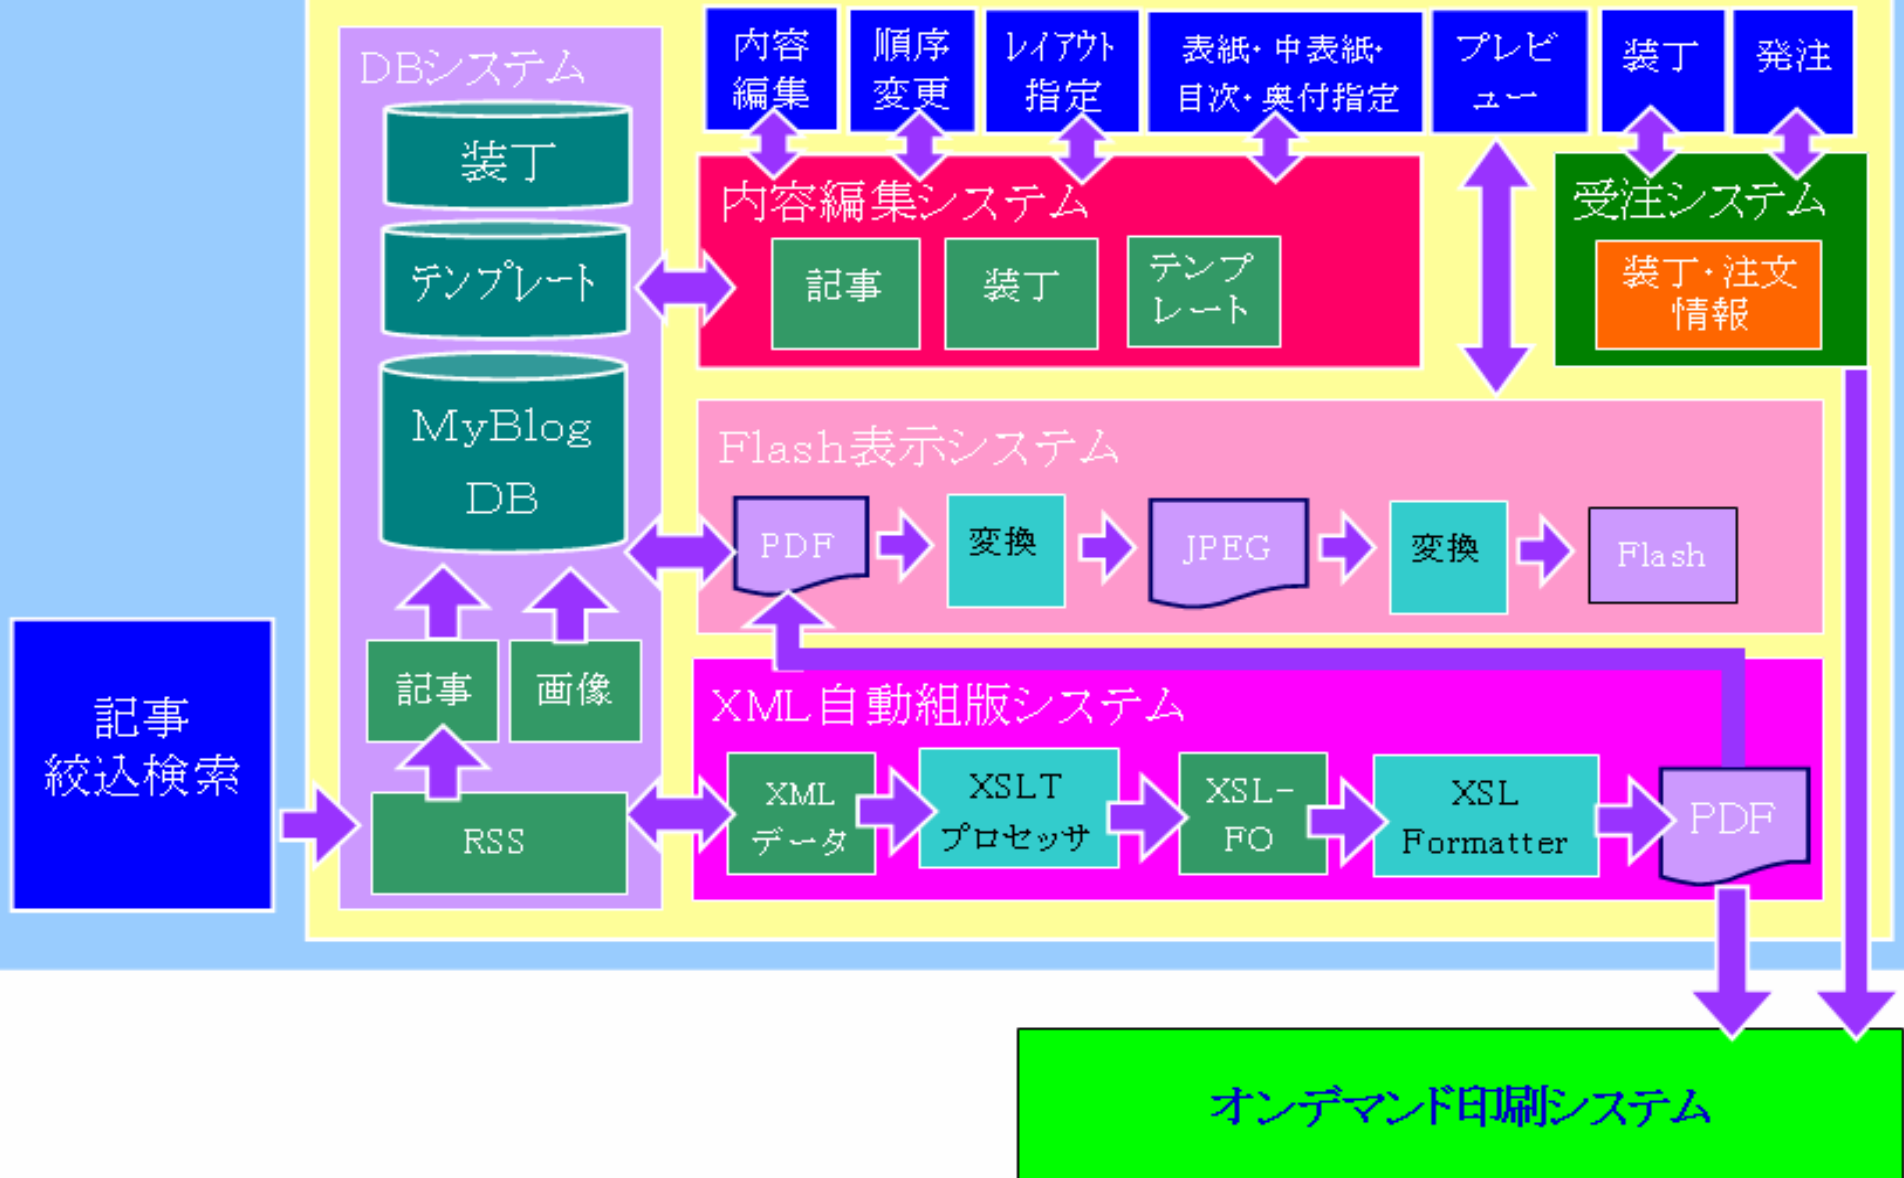 DBシステム
装丁
テンプレート
MyBlog
DB
記事
画像
RSS
記事
絞込検索
内容
編集
順序
変更
レイアウト
指定
表紙・中表紙・
目次・奥付指定
プレビ
ュー
装丁
発注
内容編集システム
記事
装丁
テンプ
レート
受注システム
装丁・注文
情報
Flash表示システム
PDF
変換
JPEG
変換
Flash
XML自動組版システム
XML
データ
XSLT
プロセッサ
XSL-
FO
XSL
Formatter
PDF
オンデマンド印刷システム